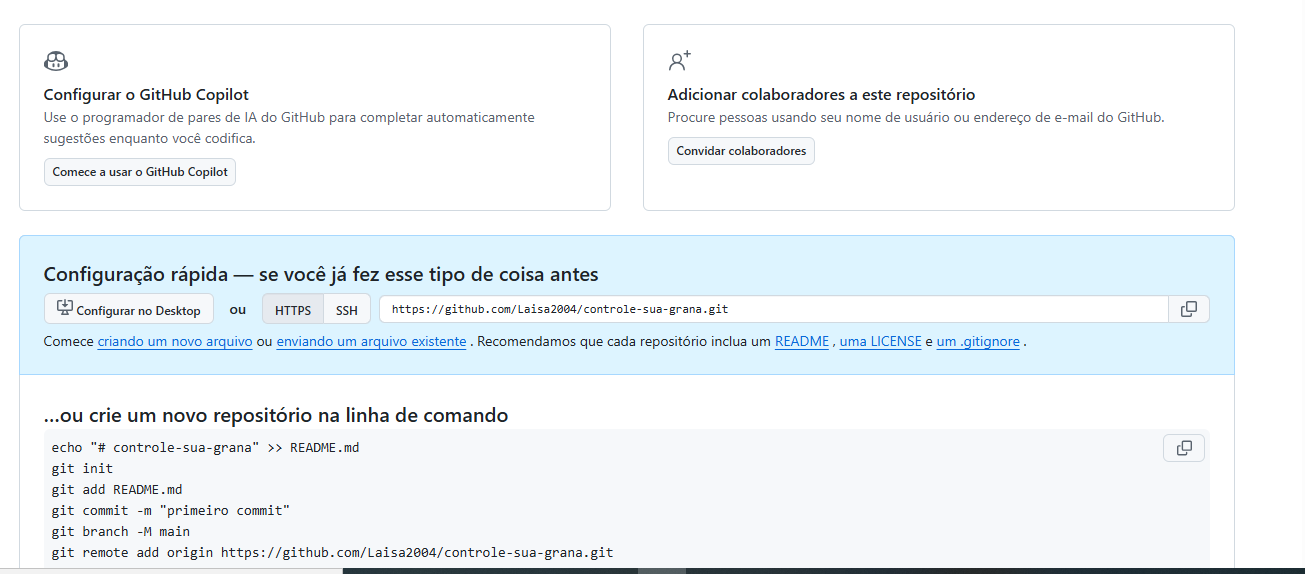 Configurar o GitHub Copilot
Use o programador de pares de IA do GitHub para completar automaticamente
sugestões enquanto você codifica.
Comece a usar o GitHub Copilot
Adicionar colaboradores a este repositório
Procure pessoas usando seu nome de usuário ou endereço de e-mail do GitHub.
Convidar colaboradores
Configuração rápida — se você já fez esse tipo de coisa antes
Configurar no Desktop ou HTTPS SSH https://github.com/Laisa2004/controle-sua-grana.git
Comece criando um novo arquivo ou enviando um arquivo existente . Recomendamos que cada repositório inclua um README , uma LICENSE e um .gitignore .
...ou crie um novo repositório na linha de comando
echo "# controle-sua-grana" >> README.md
git init
git add README.md
git commit -m "primeiro commit"
git branch -M main
git remote add origin https://github.com/Laisa2004/controle-sua-grana.git